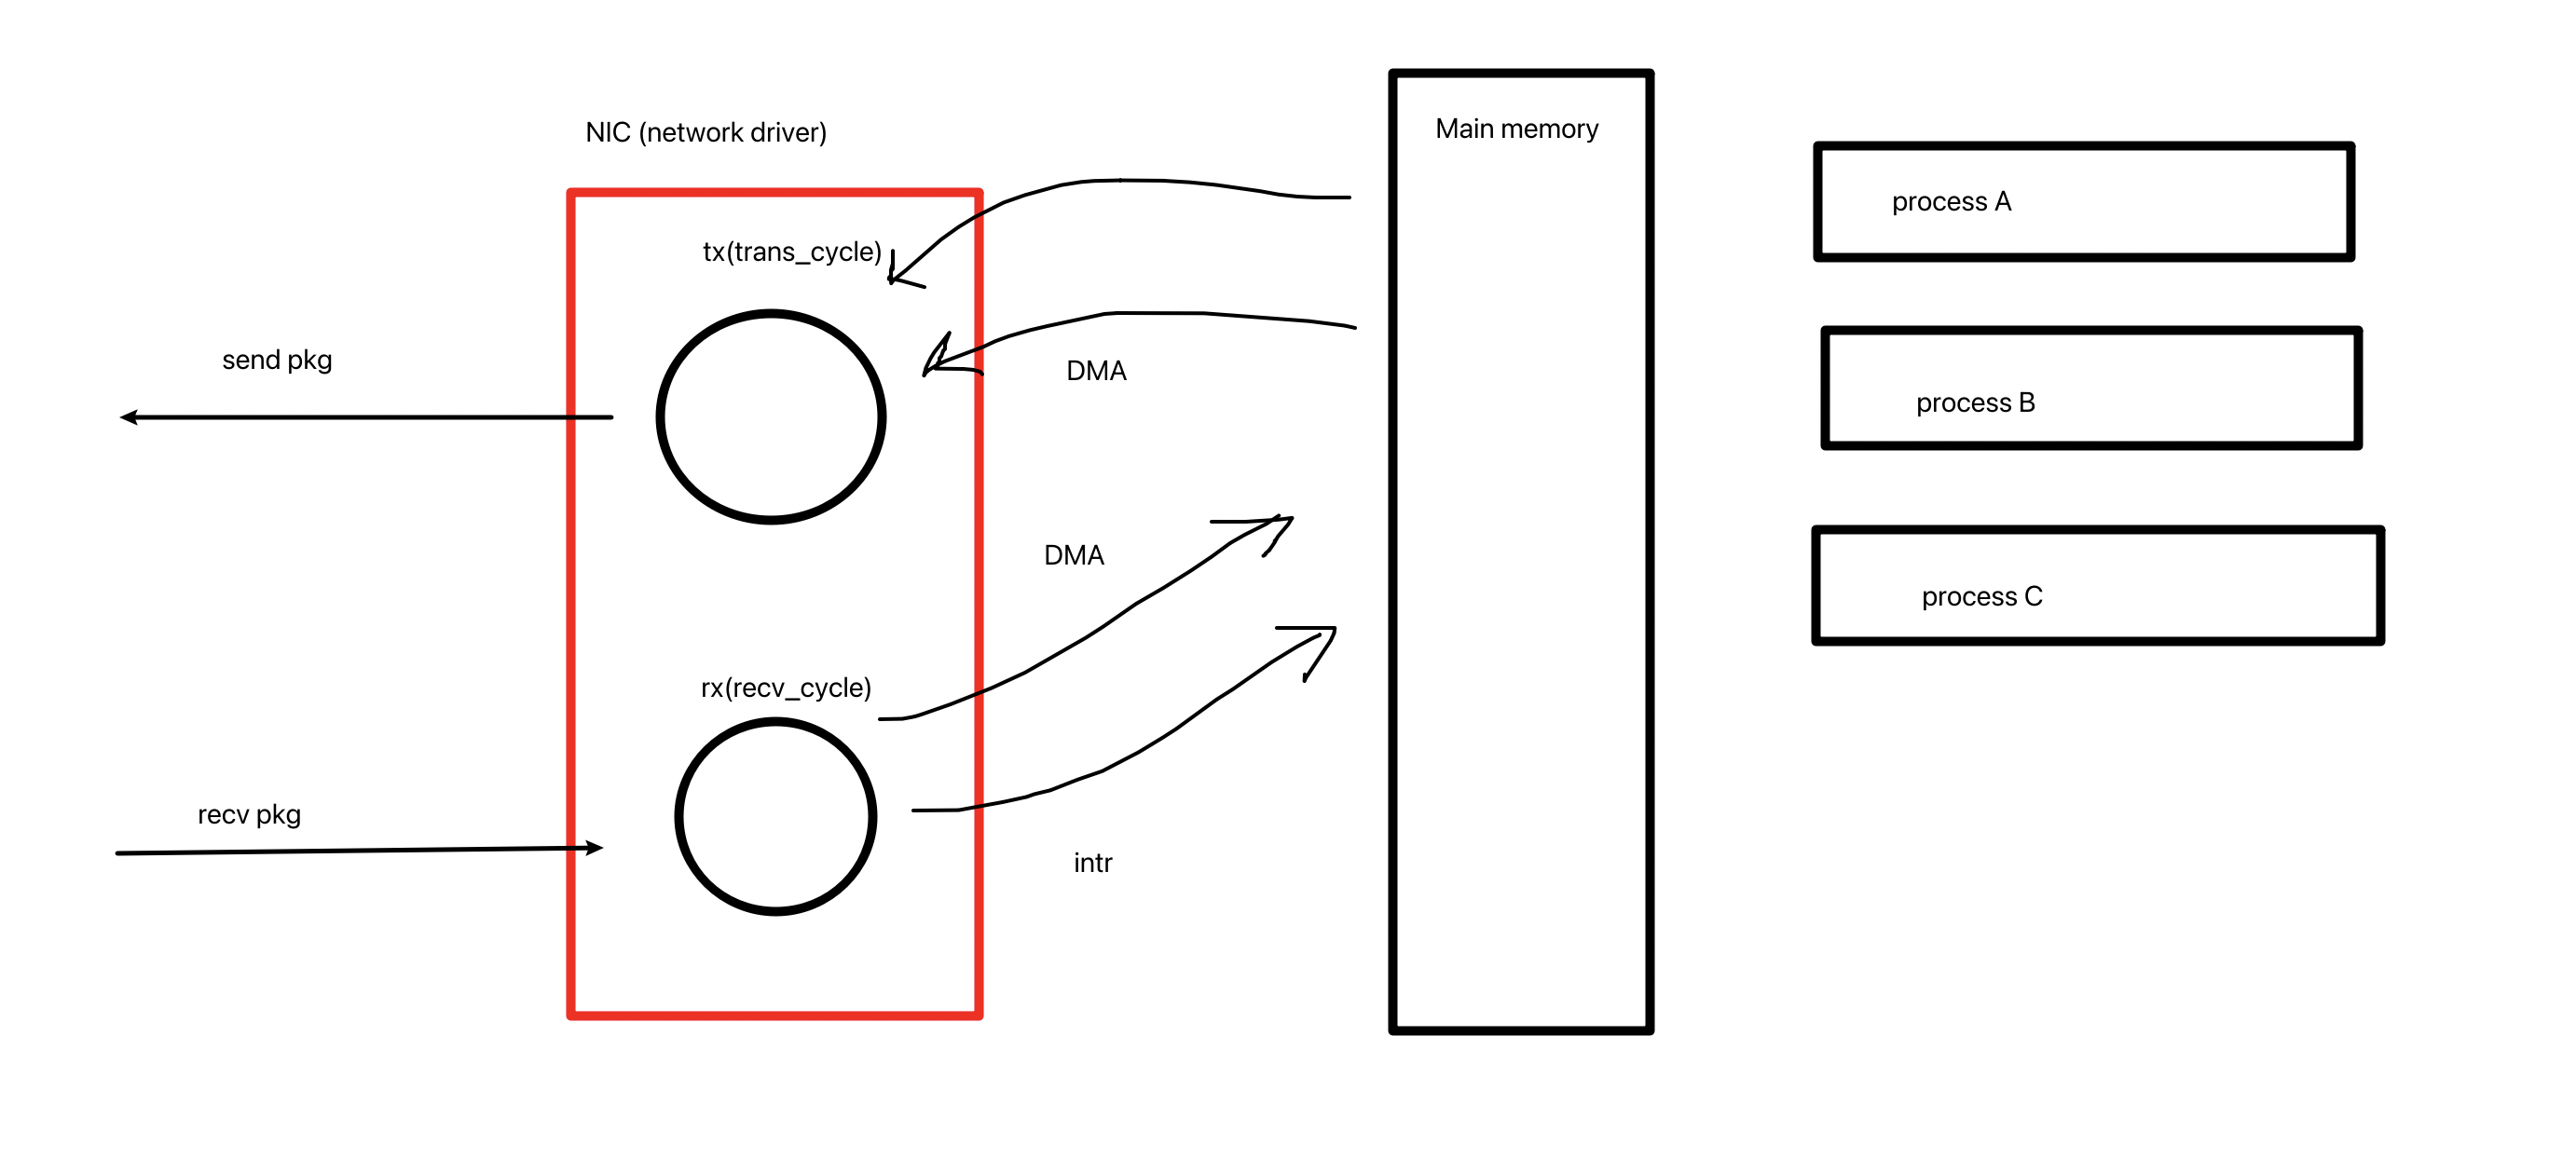 NIC (network driver)
Main memory
process A
tx(trans_cycle)
send pkg
DMA
process B
DMA
process C
rx(recv_cycle)
recv pkg
intr